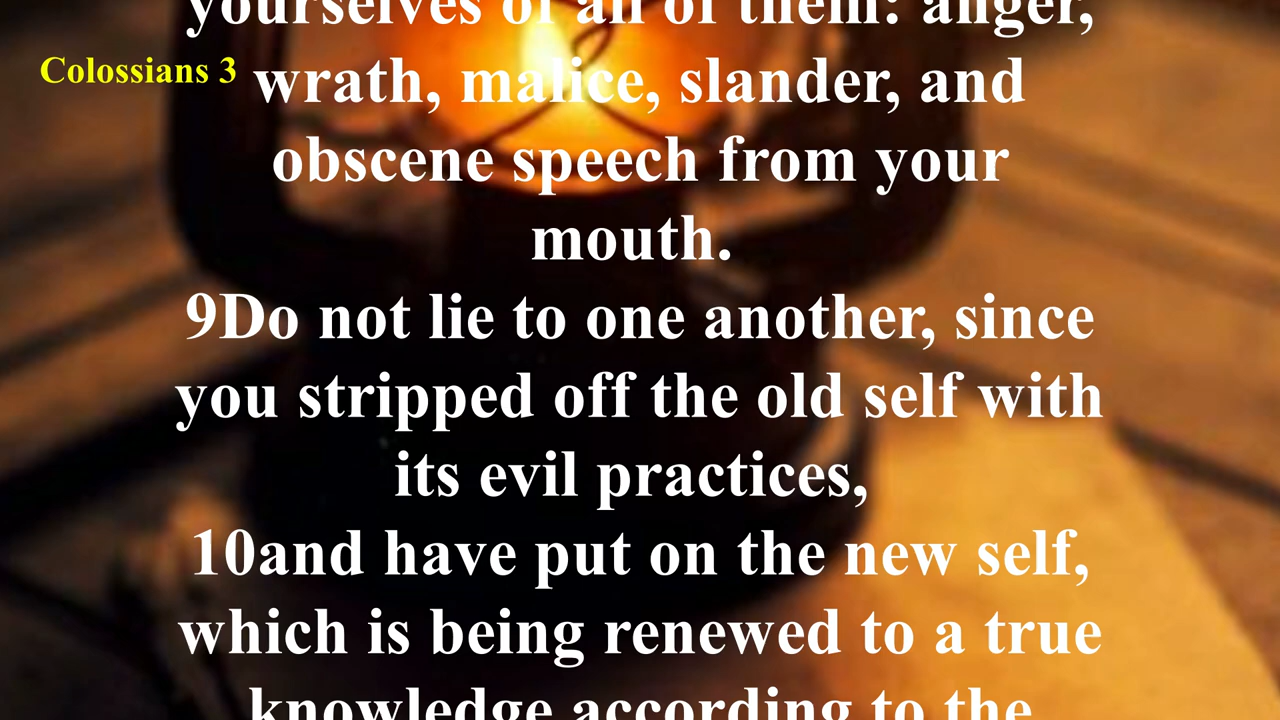 yourselves of all of them: anger,
Colossians 3
wrath, malice, slander, and
obscene speech from your
mouth.
9Do not lie to one another, since
you stripped off the old self with
its evil practices,
10and have put on the new self,
which is being renewed to a true
knowledge according to the